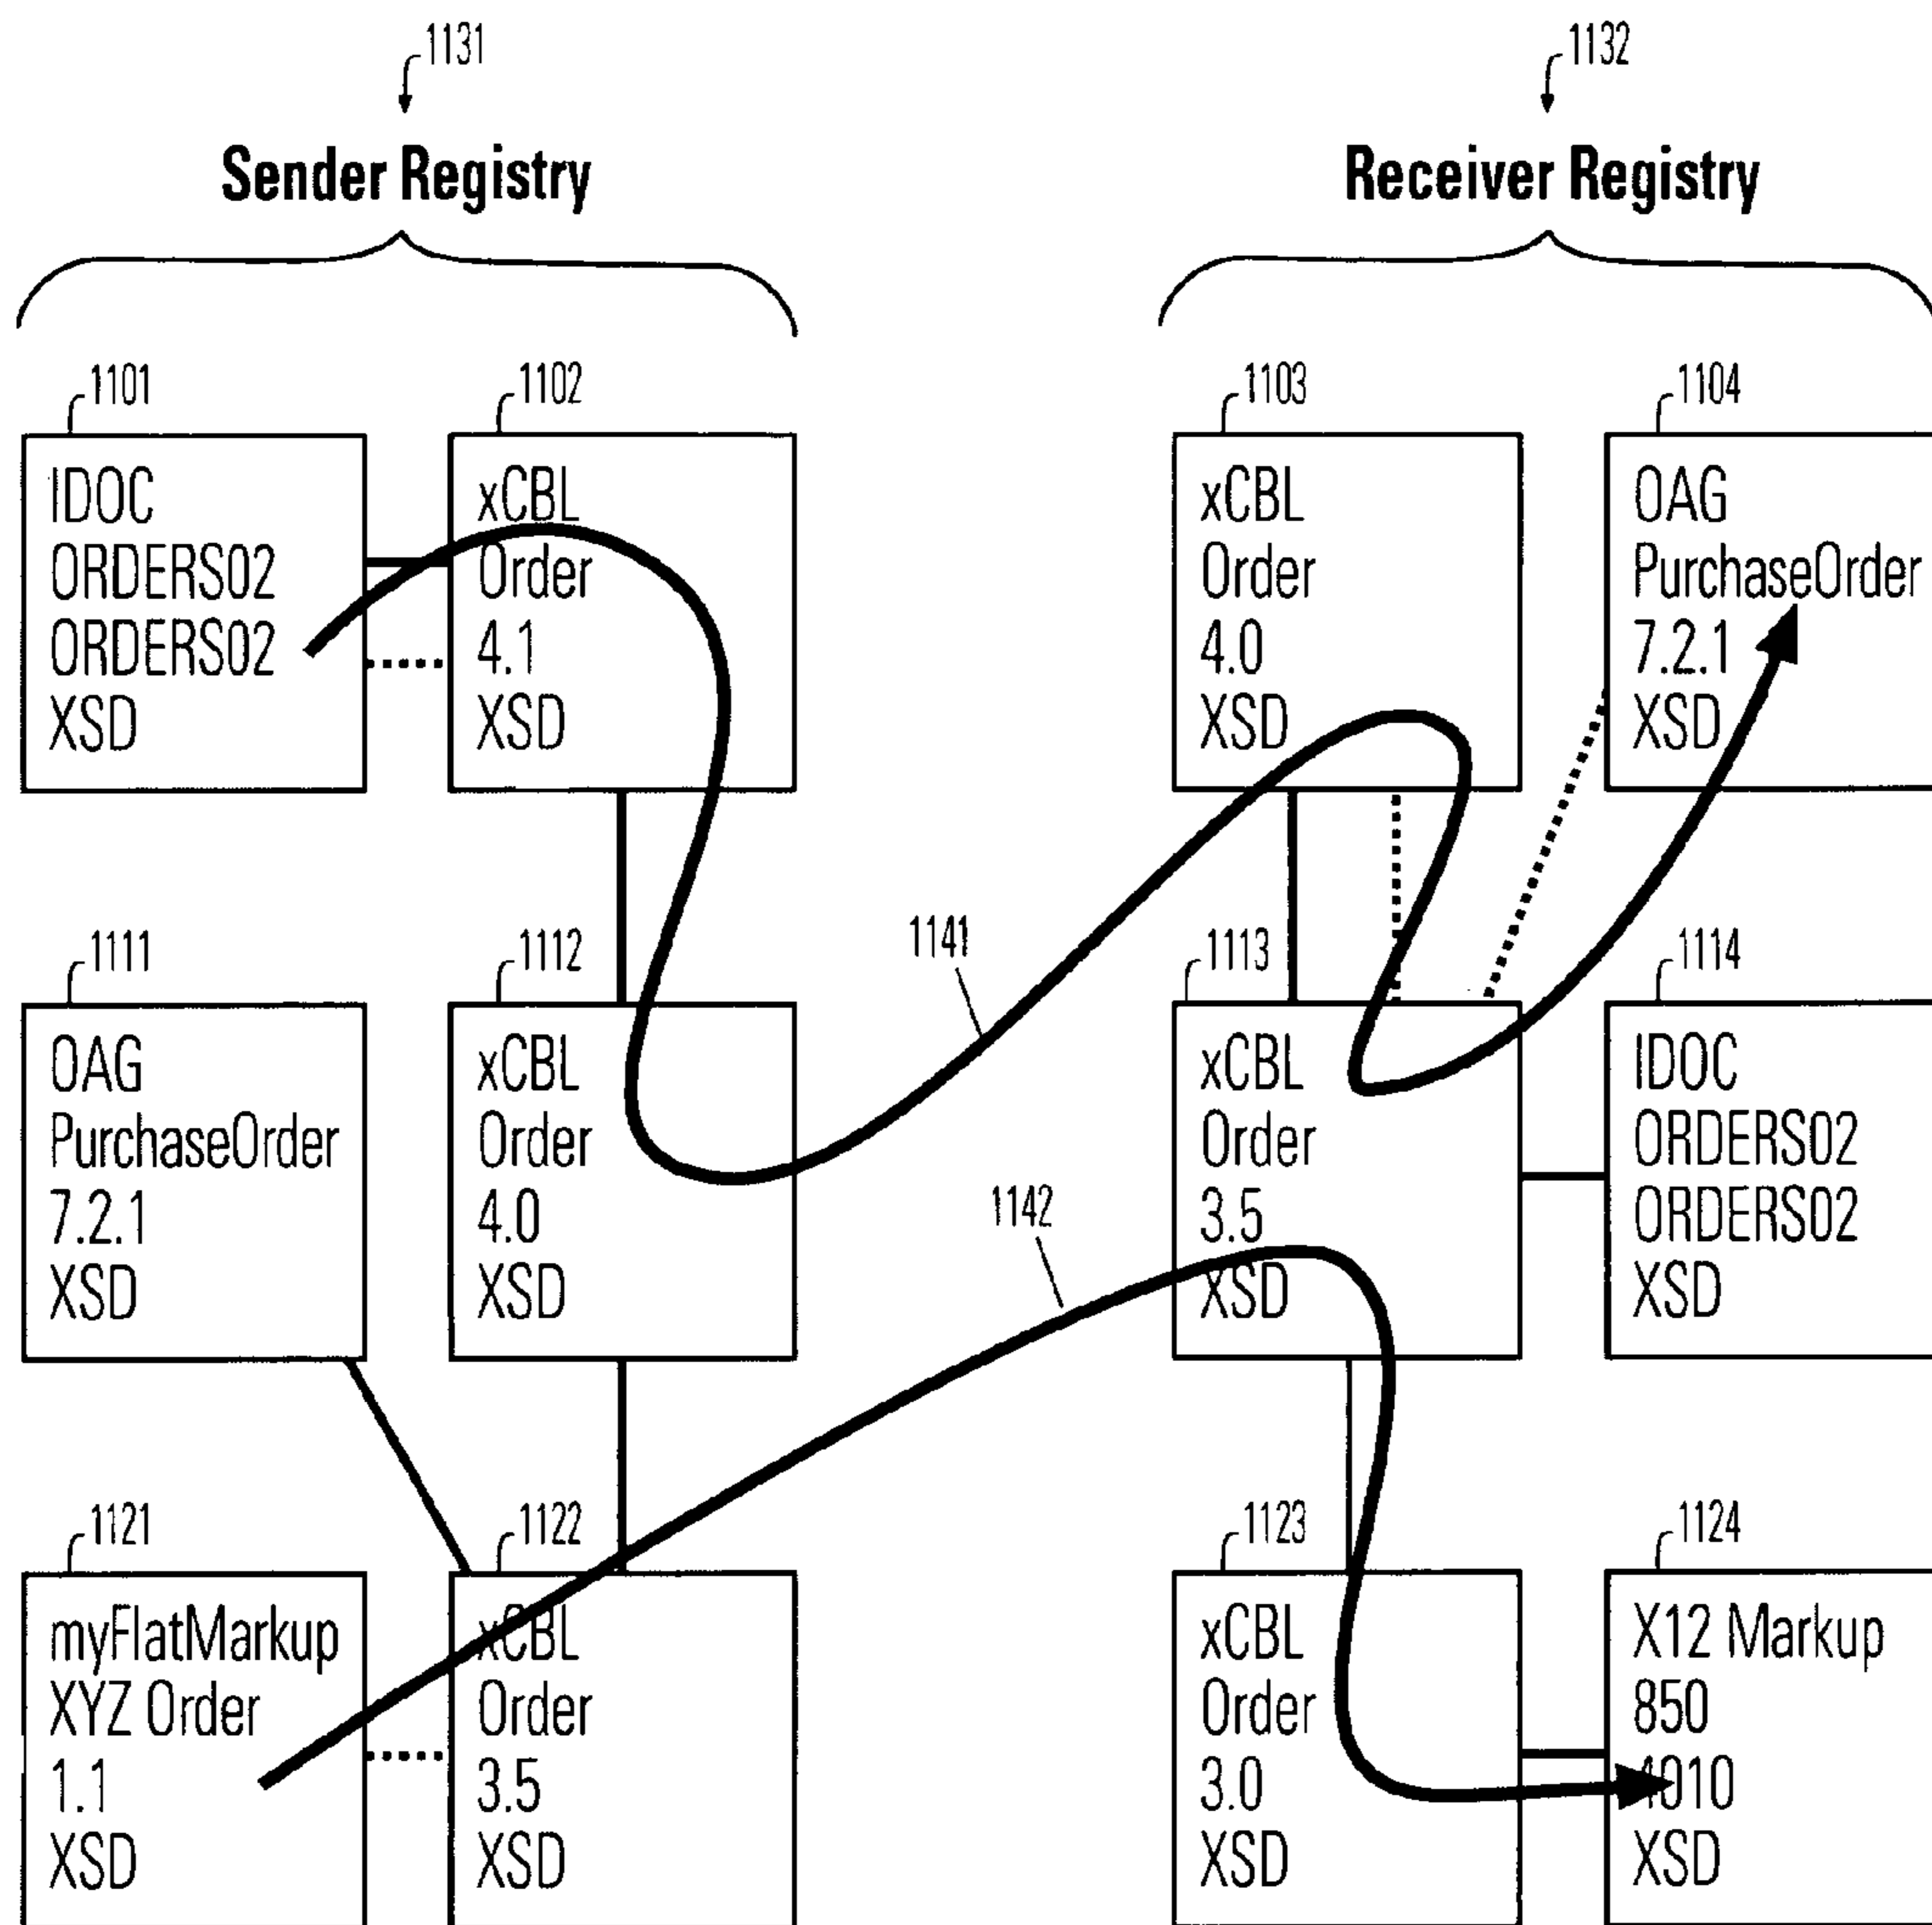 1131
1132
Sender Registry
Receiver Registry
1101
1102
1103
1104
IDOC
ORDERS02
ORDERS02
XSD
xCBL
Order
4.1
XSD
xCBL
Order
4.0
XSD
OAG
PurchaseOrder
7.2.1
XSD
1111
1112
1141
1113
1114
OAG
PurchaseOrder
7.2.1
XSD
xCBL
Order
4.0
XSD
1142
xCBL
Order
3.5
XSD
IDOC
ORDERS02
ORDERS02
XSD
1121
1122
1123
1124
myFlatMarkup
XYZ Order
1.1
XSD
xCBL
Order
3.5
XSD
xCBL
Order
3.0
XSD
X12 Markup
850
4010
XSD